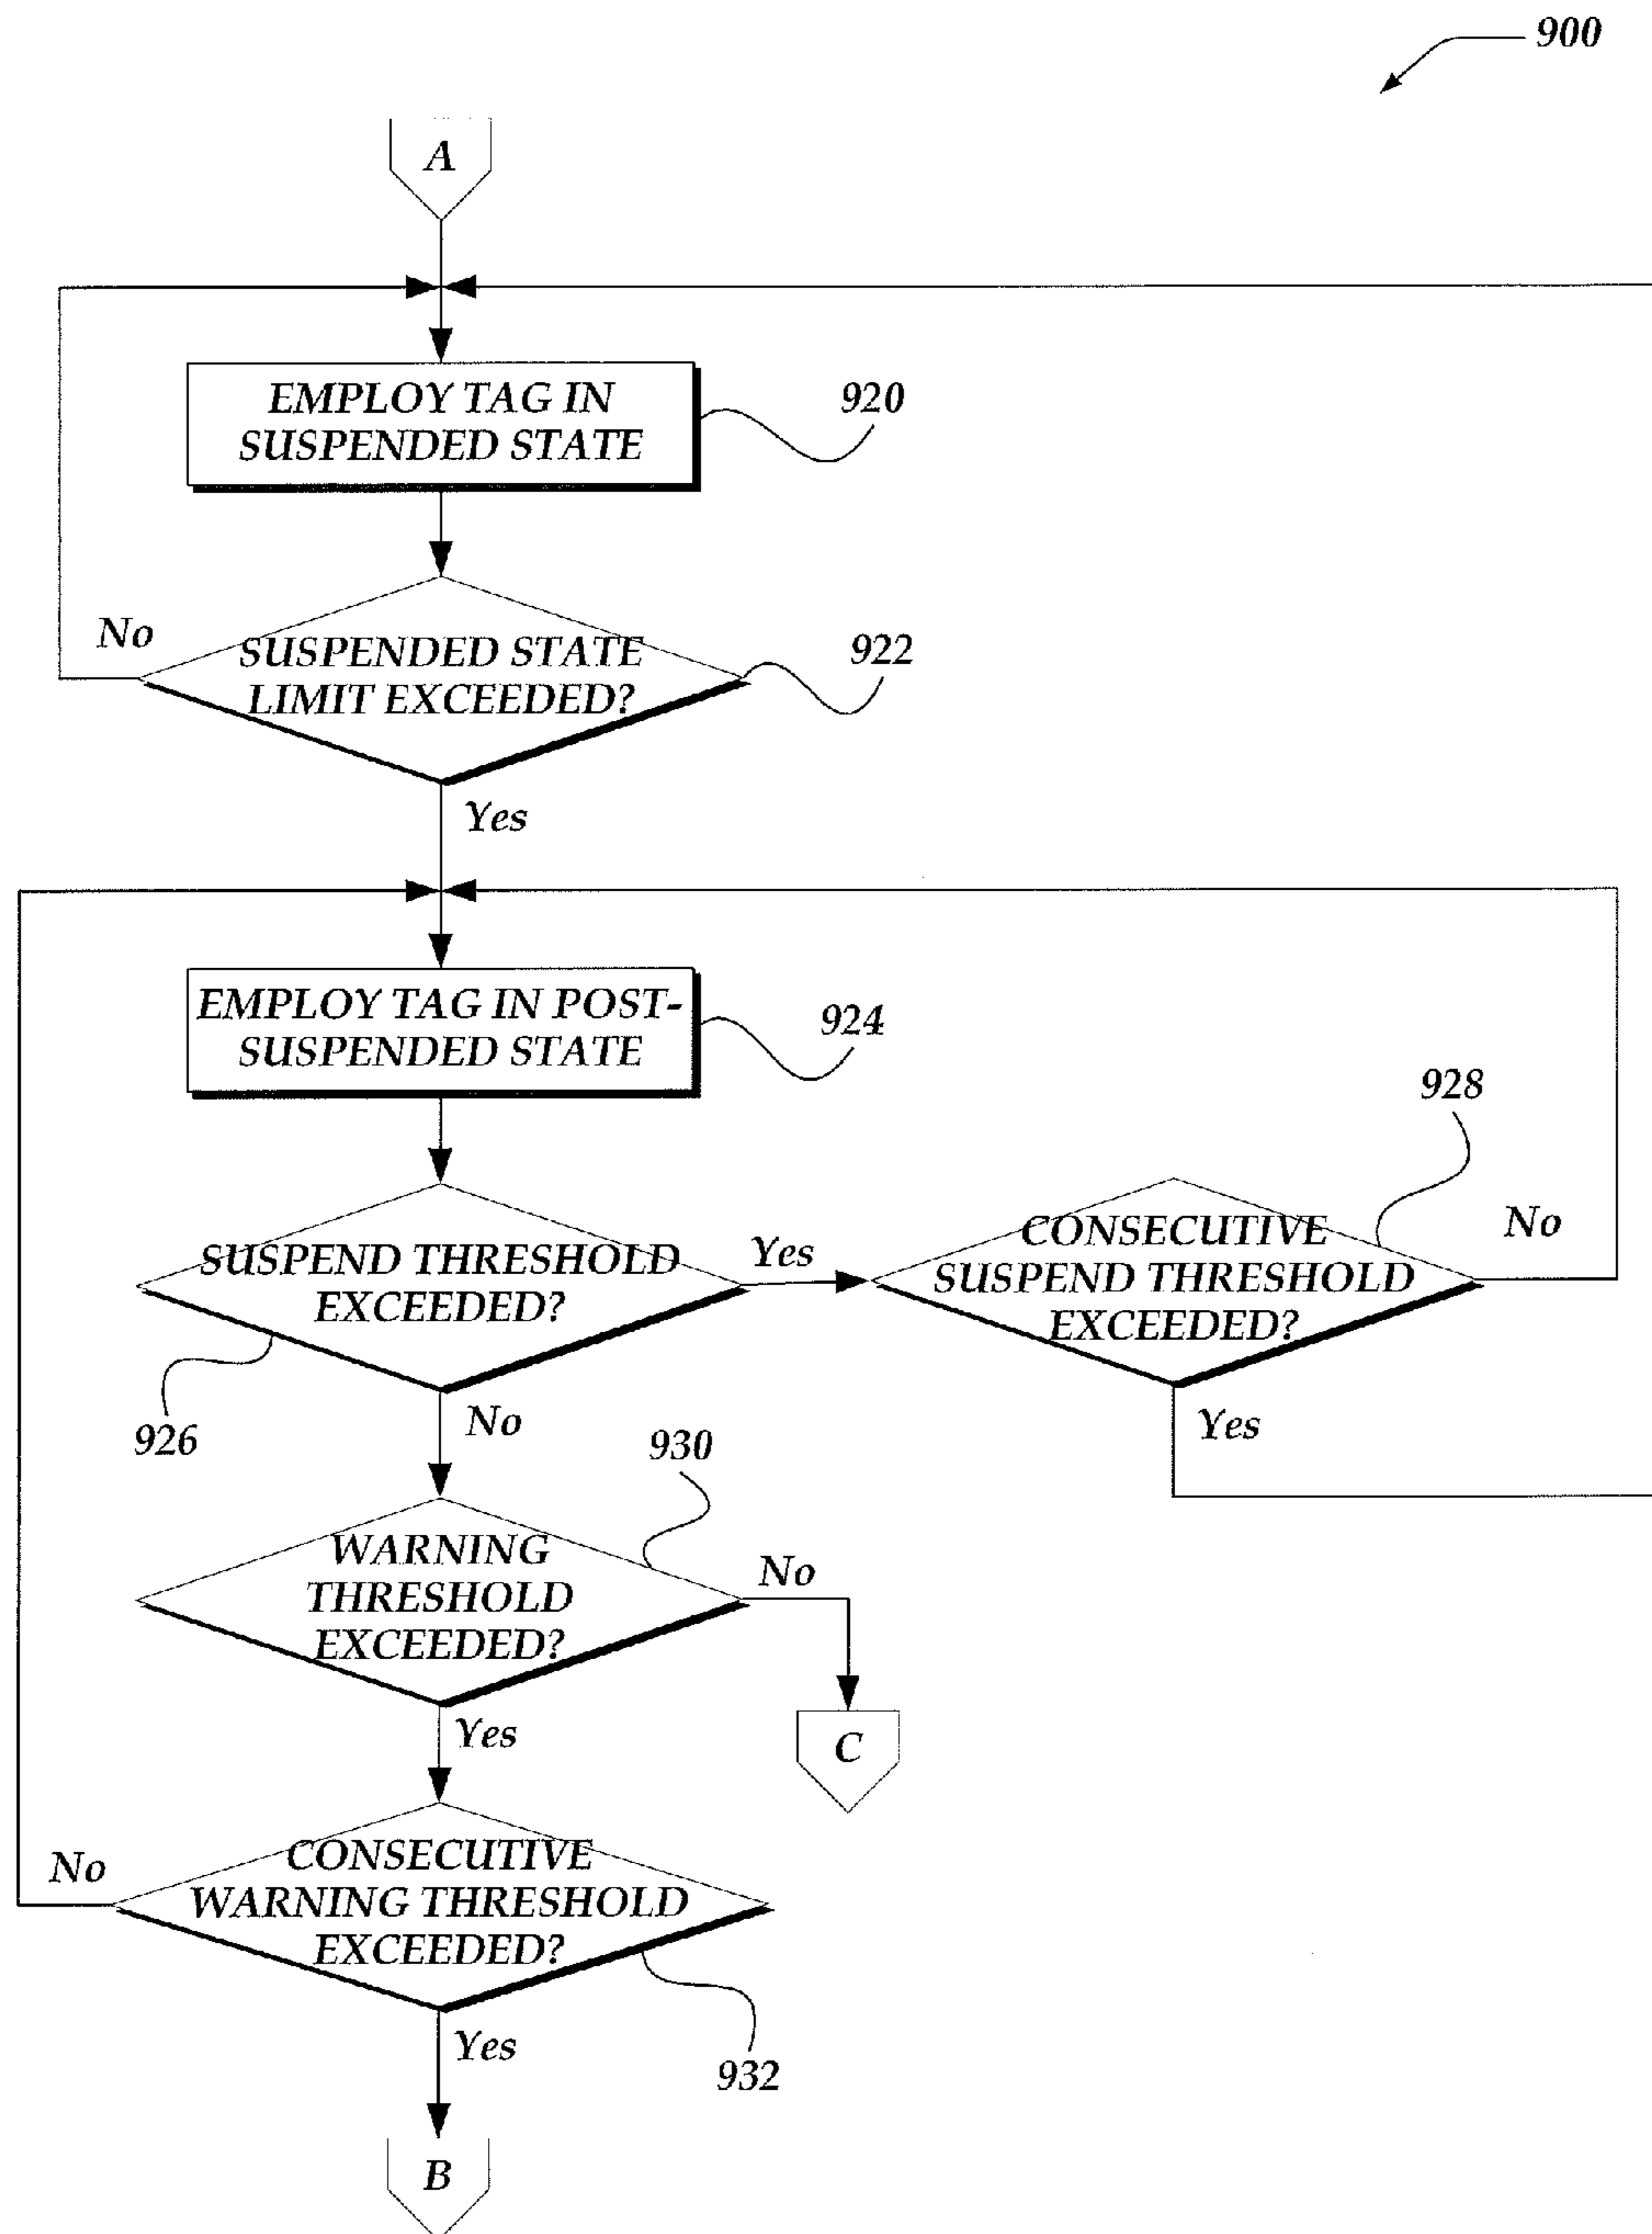 900
A
EMPLOY TAG IN
SUSPENDED STATE
920
No
SUSPENDED STATE
LIMIT EXCEEDED?
922
Yes
EMPLOY TAG IN POST-
SUSPENDED STATE
924
928
SUSPEND THRESHOLD
EXCEEDED?
Yes
CONSECUTIVE
SUSPEND THRESHOLD
EXCEEDED?
No
926
No
Yes
930
WARNING
THRESHOLD
EXCEEDED?
No
C
Yes
No
CONSECUTIVE
WARNING THRESHOLD
EXCEEDED?
Yes
932
B